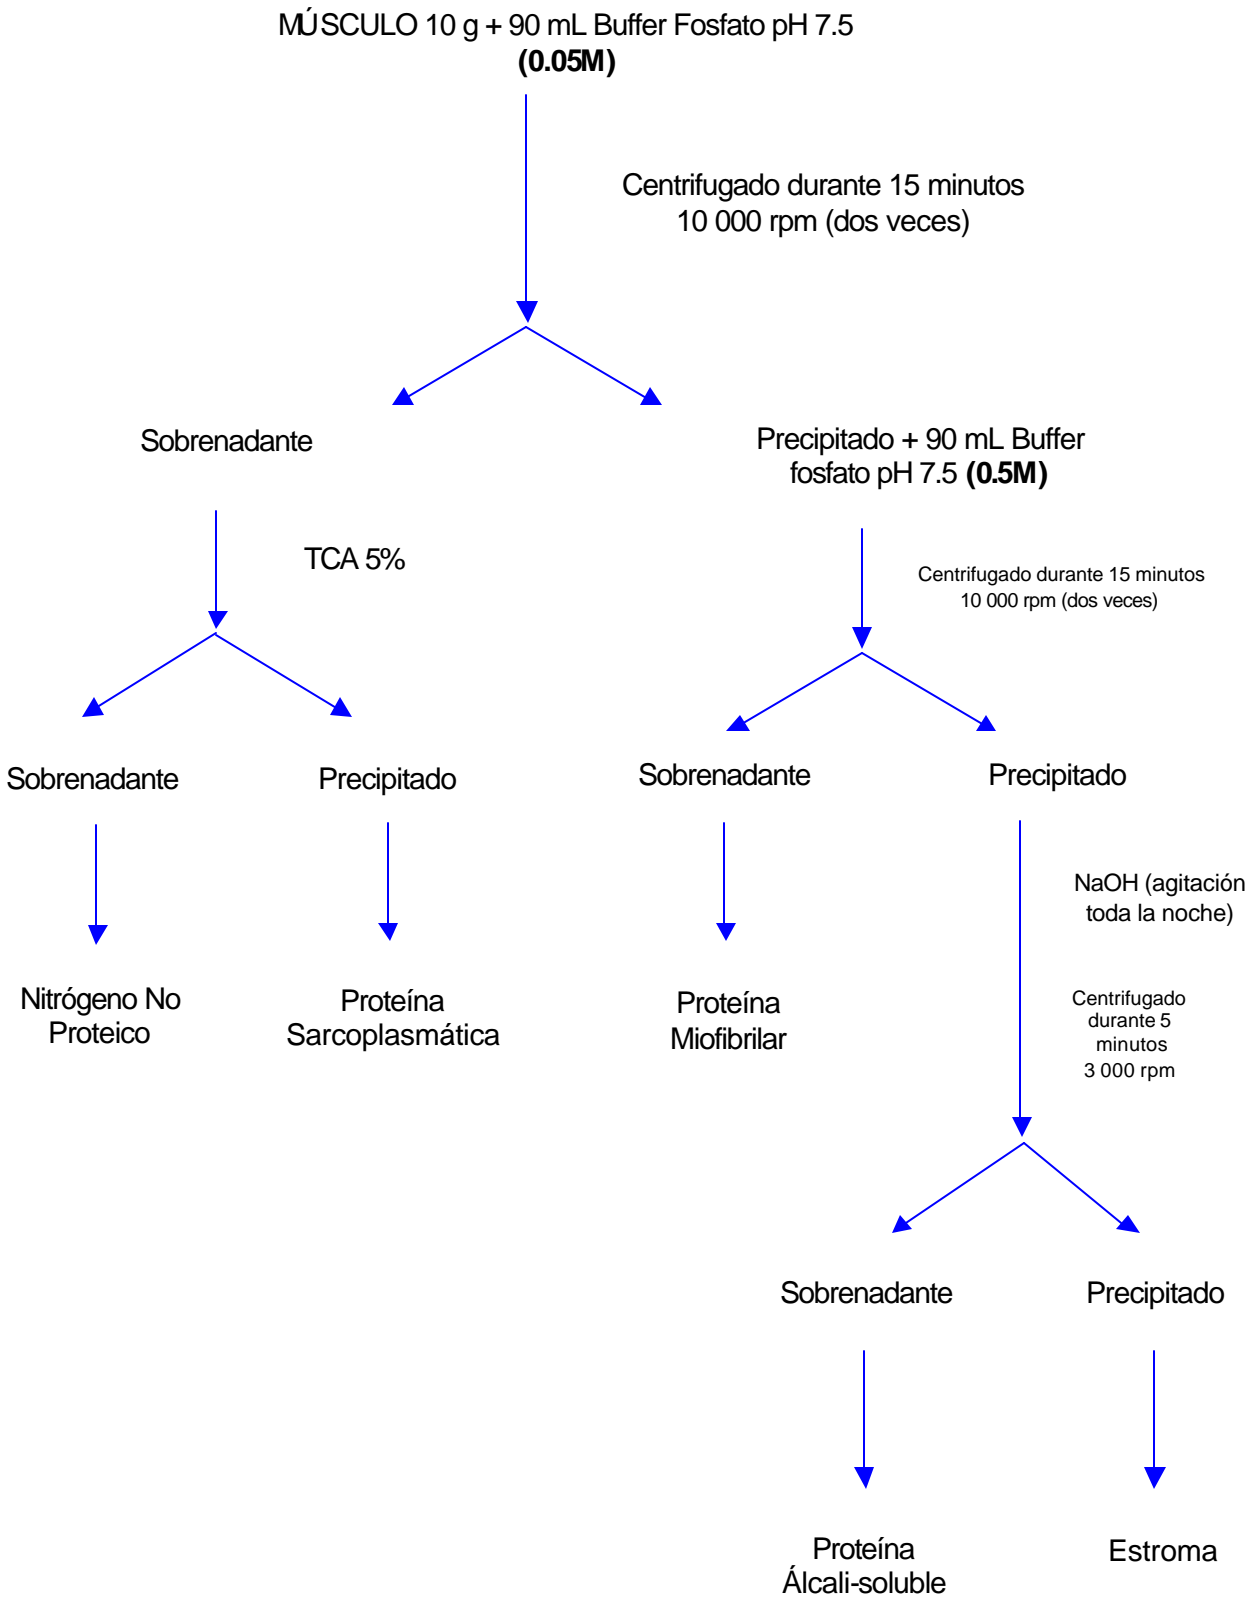 MÚSCULO 10 g + 90 mL Buffer Fosfato pH 7.5
(0.05M)
Centrifugado durante 15 minutos
10 000 rpm (dos veces)
Sobrenadante
Precipitado + 90 mL Buffer
fosfato pH 7.5 (0.5M)
TCA 5%
Centrifugado durante 15 minutos
10 000 rpm (dos veces)
Sobrenadante
Precipitado
Sobrenadante
Precipitado
NaOH (agitación
toda la noche)
Nitrógeno No
Proteico
Proteína
Sarcoplasmática
Proteína
Miofibrilar
Centrifugado
durante 5
minutos
3 000 rpm
Sobrenadante
Precipitado
Proteína
Álcali-soluble
Estroma